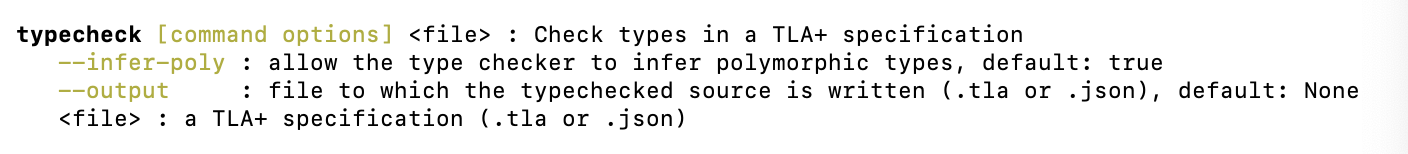 typecheck [command options] <file> : Check types in a TLA+ specification
--infer-poly : allow the type checker to infer polymorphic types, default: true
--output : file to which the typechecked source is written (.tla or .json), default: None
<file> : a TLA+ specification (.tla or .json)